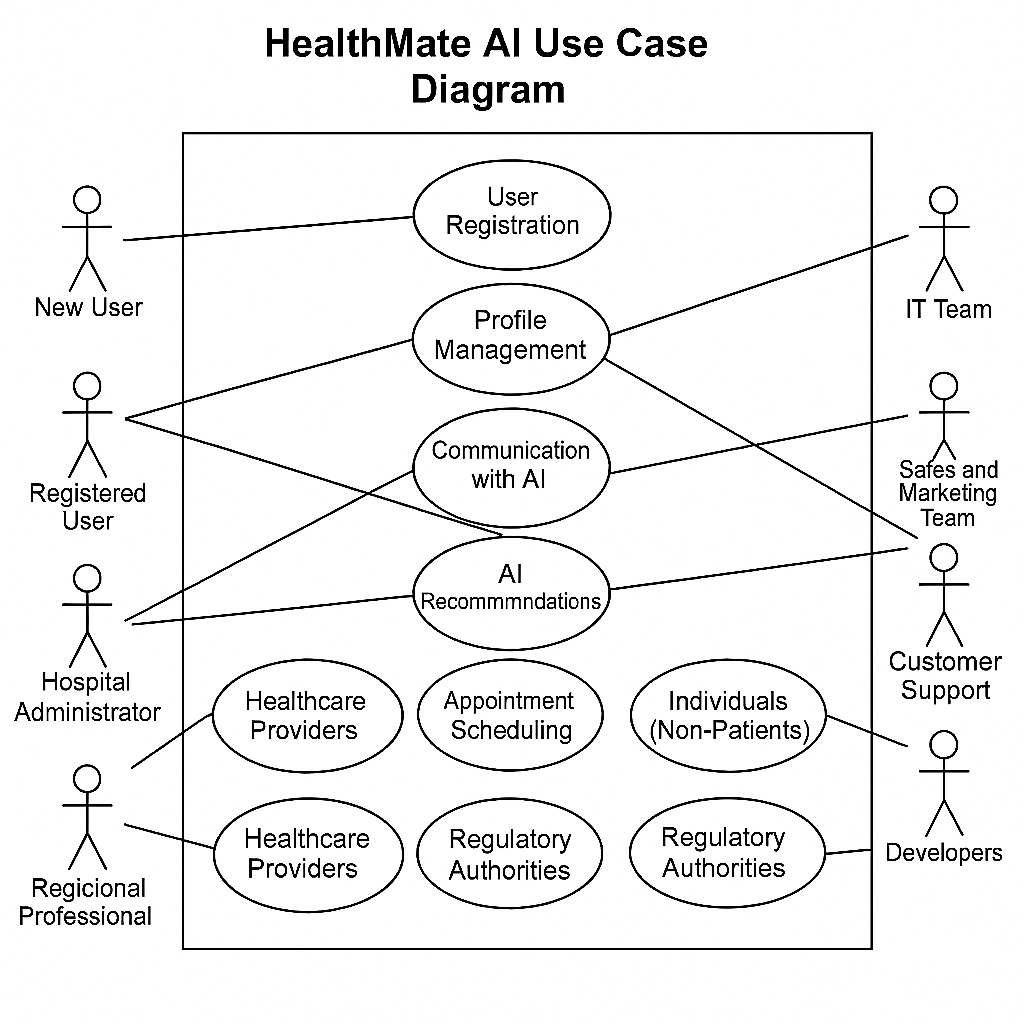 HealthMate AI Use Case
Diagram
User
Registration
New User
IT Team
Profile
Management
Registered
User
Communication
with AI
Safes and
Marketing
Team
AI
Recommmndations
Hospital
Administrator
Customer
Support
Healthcare
Providers
Appointment
Scheduling
Individuals
(Non-Patients)
Regicional
Professional
Healthcare
Providers
Regulatory
Authorities
Regulatory
Authorities
Developers